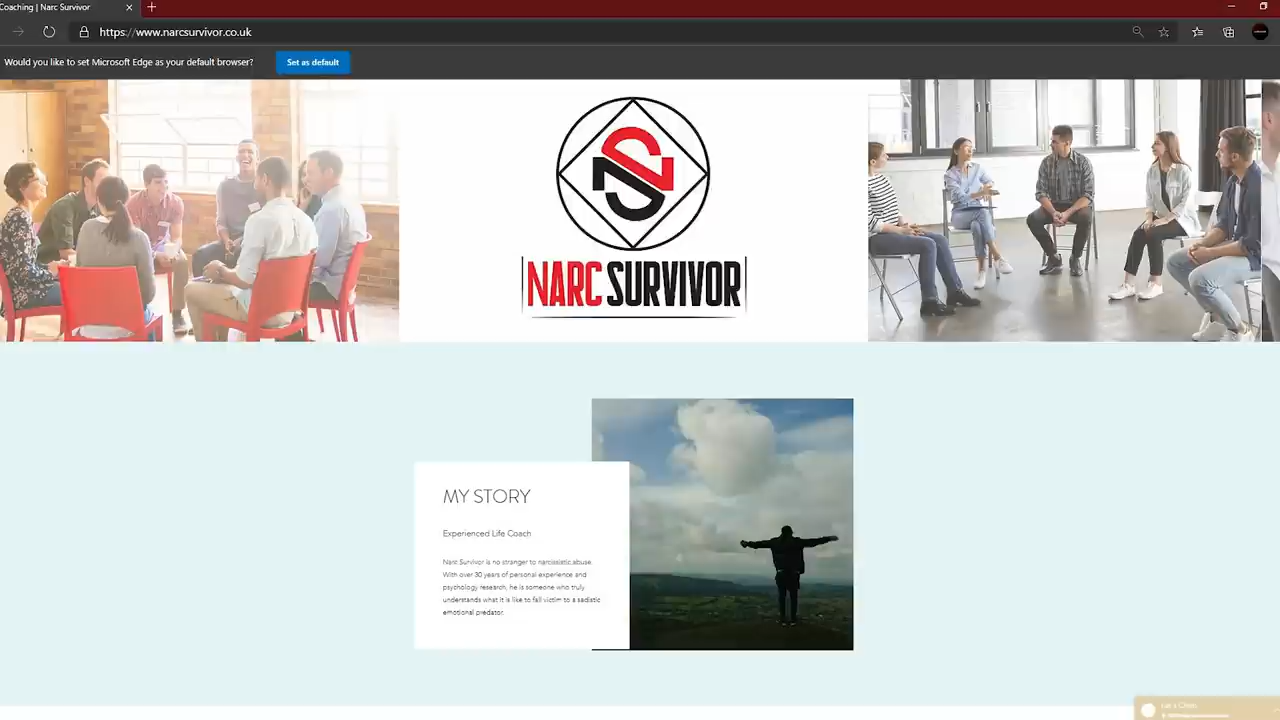 Coaching | Narc Survivor
https://www.narcsurvivor.co.uk
Would you like to set Microsoft Edge as your default browser?
Set as default
NS
NARC SURVIVOR
MY STORY
Experienced Life Coach
Narc Survivor is no stranger to narcissistic abuse.
With over 30 years of personal experience and
psychology research, he is someone who truly
understands what it is like to fall victim to a sadistic
emotional predator.
Let's Chat!